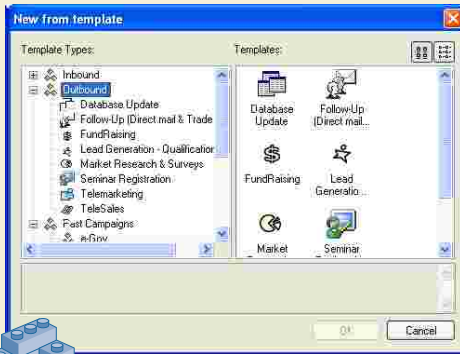 New from template
Template Types:
Templates:
Inbound
Outbound
Database Update
Follow-Up (Direct mail & Trade
FundRaising
Lead Generation - Qualification
Market Research & Surveys
Seminar Registration
Telemarketing
TeleSales
Fast Campaigns
e-Gov
Database
Update
Follow-Up
(Direct mail...
FundRaising
Lead
Generatio...
Market
Seminar
OK
Cancel